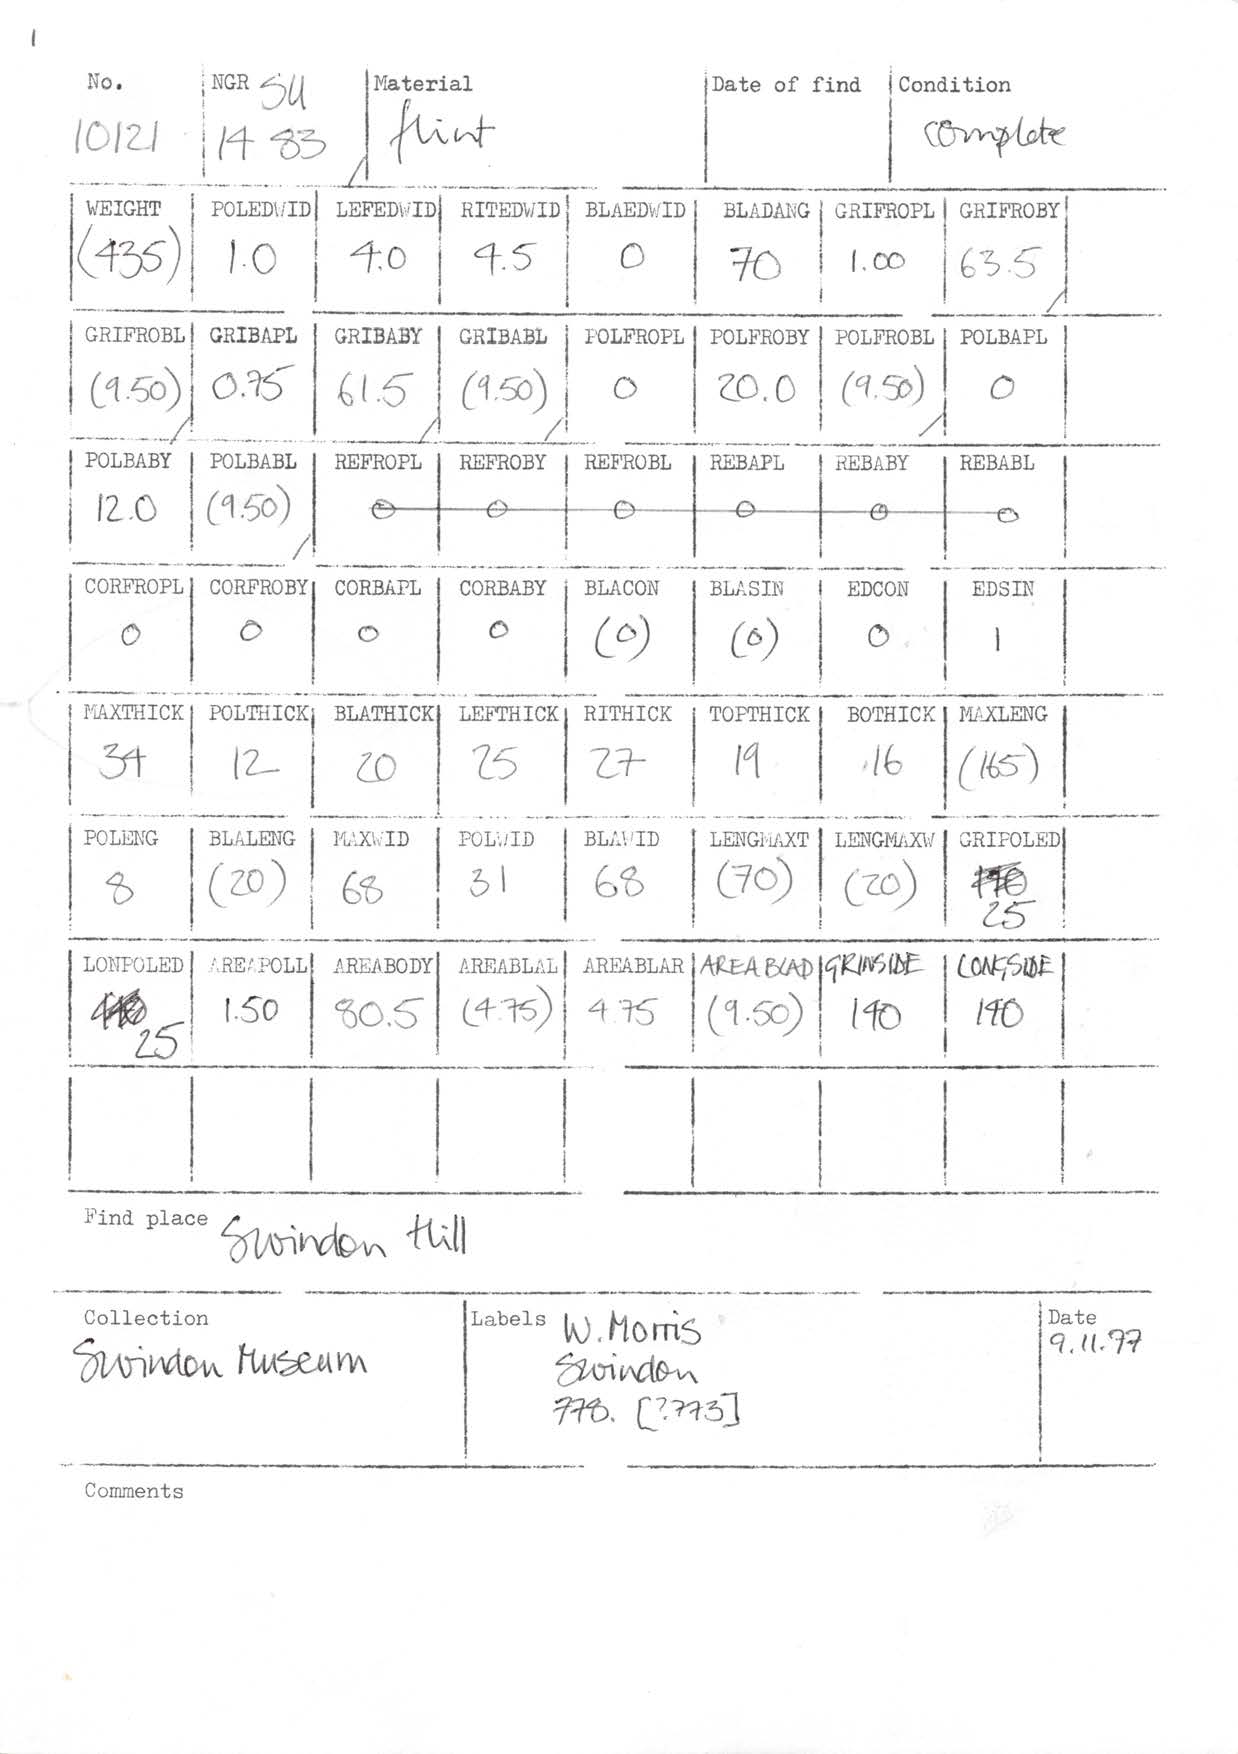 1
No. NGR SU Material Date of find Condition
10121 14 83 flint complete
WEIGHT POLEDWID LEFEDWID RITEDWID BLAEDWID BLADANG GRIFROPL GRIFROBY
(435) 1.0 4.0 4.5 0 70 1.00 63.5
GRIFROBL GRIBAPL GRIBABY GRIBABL POLFROPL POLFROBY POLFROBL POLBAPL
(9.50) 0.75 61.5 (9.50) 0 20.0 (9.50) 0
POLBABY POLBABL REFROPL REFROBY REFROBL REBAPL REBABY REBABL
12.0 (9.50) 0 0 0 0 0 0
CORFROPL CORFROBY CORBAPL CORBABY BLACON BLASIN EDCON EDSIN
0 0 0 0 (0) (0) 0 1
MAXTHICK POLTHICK BLATHICK LEFTHICK RITHICK TOPTHICK BOTHICK MAXLENG
34 12 20 25 27 19 16 (165)
POLENG BLALENG MAXWID POLWID BLAWID LENGMAXT LENGMAXW GRIPOLED
8 (20) 68 31 68 (70) (20)
25
LONPOLED AREAPOLL AREABODY AREABLAL AREABLAR AREABLAD GRINSIDE LONGSIDE
1.50 80.5 (4.75) 4.75 (9.50) 140 140
25
Find place Swindon Hill
Collection Labels W. Morris Date
Swindon Museum Swindon 9.11.77
778. [?773]
Comments